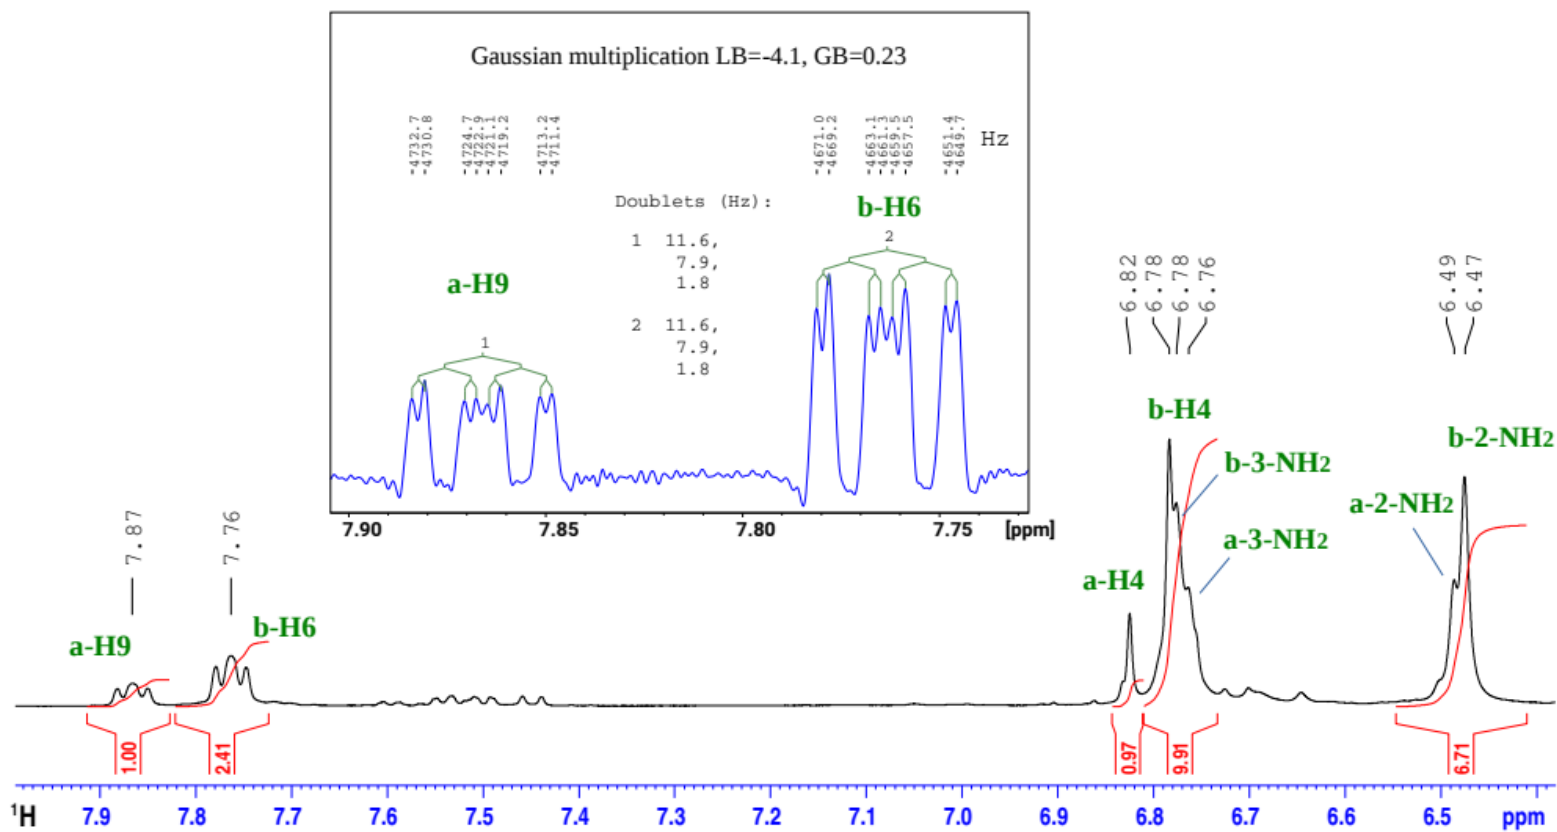 Gaussian multiplication LB=-4.1, GB=0.23
-4732.7
-4730.8
-4724.7
-4722.9
-4721.1
-4719.2
-4713.2
-4711.4
-4671.0
-4669.2
-4663.1
-4661.3
-4659.5
-4657.5
-4651.4
-4649.7
Hz
Doublets (Hz):
1 11.6,
7.9,
1.8
2 11.6,
7.9,
1.8
a-H9
1
b-H6
2
7.90 7.85 7.80 7.75 [ppm]
7.87
7.76
6.82
6.78
6.78
6.76
6.49
6.47
a-H9
b-H6
a-H4
b-H4
b-3-NH2
a-3-NH2
a-2-NH2
b-2-NH2
1.00
2.41
0.97
9.91
6.71
1H 7.9 7.8 7.7 7.6 7.5 7.4 7.3 7.2 7.1 7.0 6.9 6.8 6.7 6.6 6.5 ppm